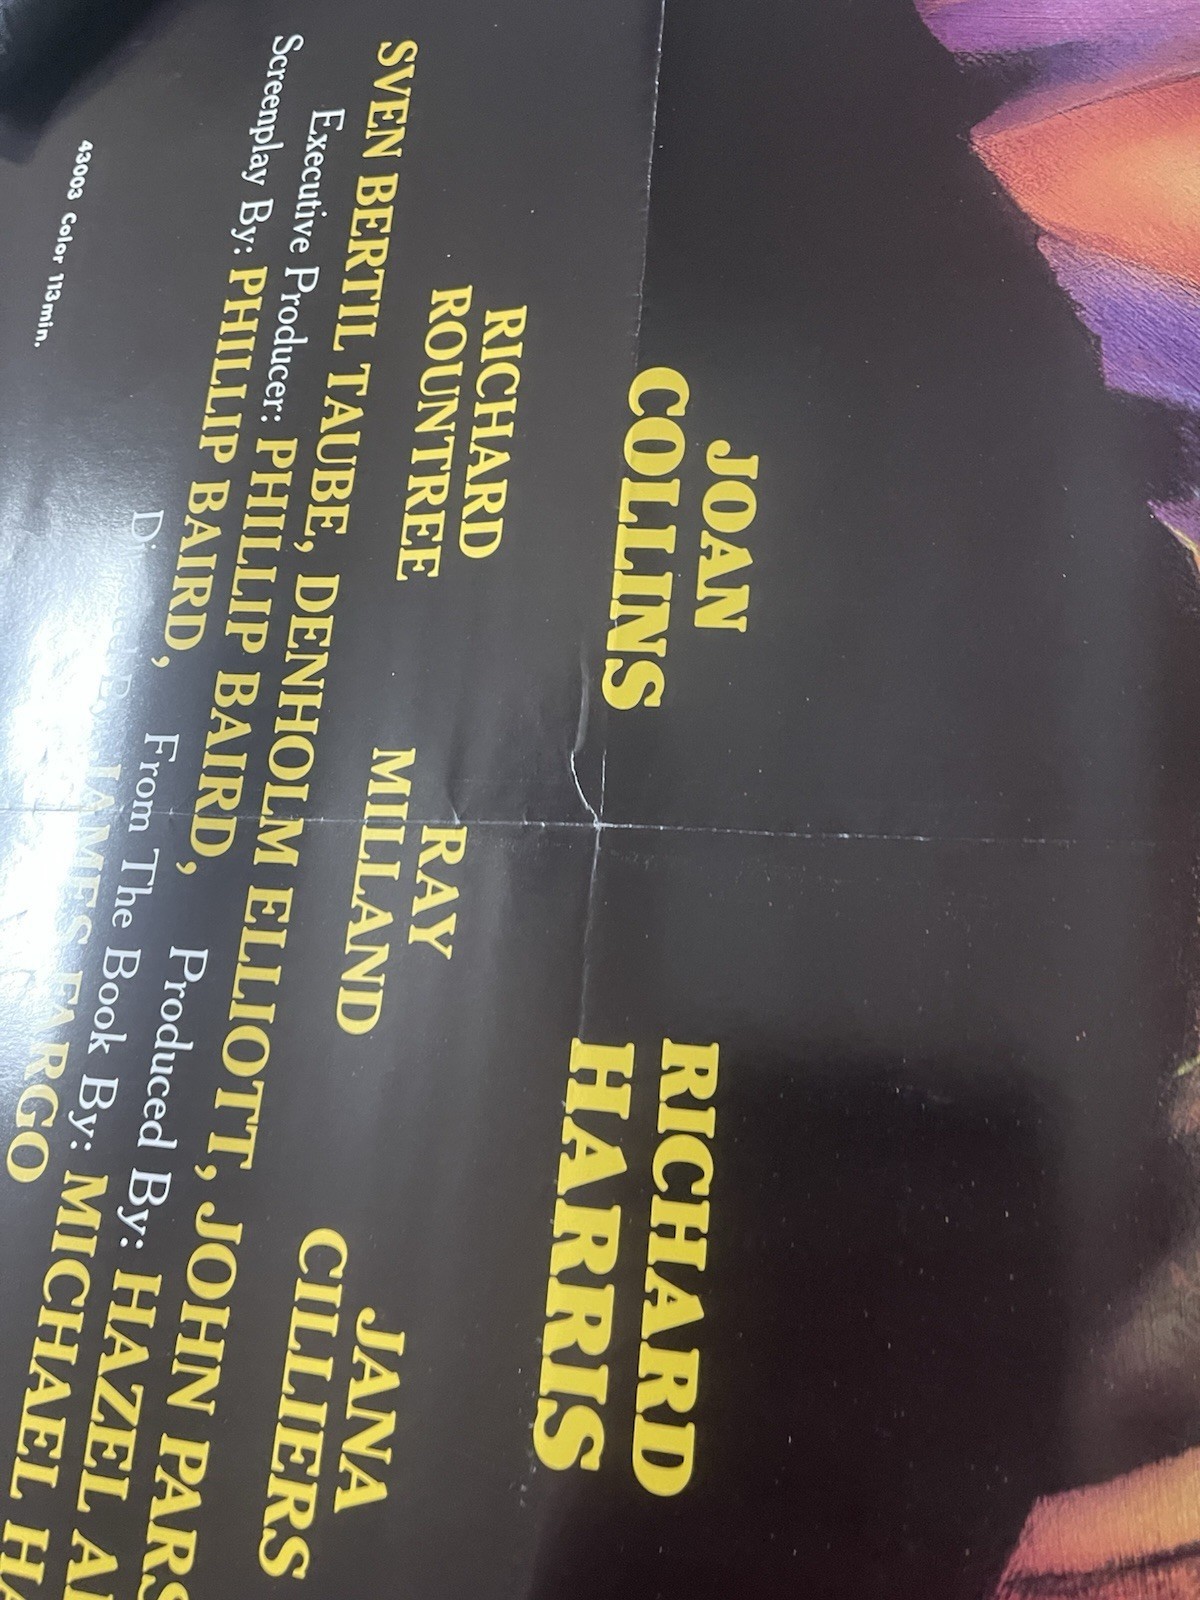 JOAN
COLLINS
RICHARD
HARRIS
RICHARD
ROUNTREE
RAY
MILLAND
JANA
CILLIERS
SVEN BERTIL TAUBE, DENHOLM ELLIOTT, JOHN
Executive Producer: PHILLIP BAIRD, Produced By: HAZEL
Screenplay By: PHILLIP BAIRD, From The Book By: MICHAEL
JAMES FARGO
43003 Color 113min.